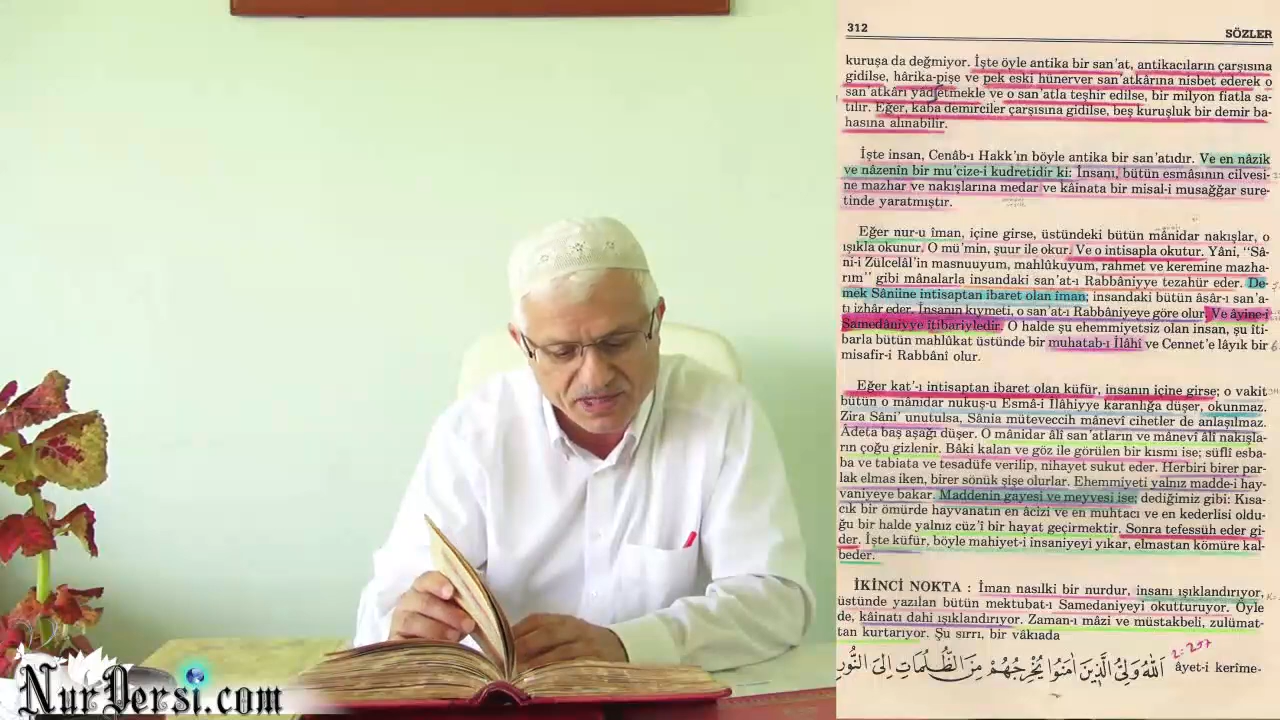 312
SÖZLER
kuruşa da değmiyor. İşte öyle antika bir san'at, antikacıların çarşısına
gidilse, hârika-pişe ve pek eski hünerver san'atkârına nisbet ederek o
san'atkârı yâdetmekle ve o san'atla teşhir edilse, bir milyon fiatla sa-
tılır. Eğer, kaba demirciler çarşısına gidilse, beş kuruşluk bir demir ba-
hasına alınabilir.
İşte insan, Cenâb-ı Hakk'ın böyle antika bir san'atıdır. Ve en nâzik
ve nâzenin bir mu'cize-i kudretidir ki: İnsanı, bütün esmâsının cilvesi-
ne mazhar ve nakışlarına medar ve kâinata bir misal-i musağğar sure-
tinde yaratmıştır.
Eğer nur-u îman, içine girse, üstündeki bütün mânidar nakışlar, o
ışıkla okunur. O mü'min, şuur ile okur. Ve o intisapla okutur. Yâni, "Sâ-
ni-i Zülcelâl'in masnuuyum, mahlûkuyum, rahmet ve keremine mazha-
rım" gibi mânalarla insandaki san'at-ı Rabbâniyye tezahür eder. De-
mek Sâniine intisaptan ibaret olan îman; insandaki bütün âsâr-ı san'a-
tı izhâr eder. İnsanın kıymeti, o san'at-ı Rabbâniyeye göre olur. Ve âyine-i
Samedâniyye îtibariyledir. O halde şu ehemmiyetsiz olan insan, şu îti-
barla bütün mahlûkat üstünde bir muhatab-ı İlâhî ve Cennet'e lâyık bir
misafir-i Rabbânî olur.
Eğer kat'-ı intisaptan ibaret olan küfür, insanın içine girse; o vakit
bütün o mânidar nukuş-u Esmâ-i İlâhiyye karanlığa düşer, okunmaz.
Zira Sâni' unutulsa, Sânia müteveccih mânevî cihetler de anlaşılmaz.
Âdeta baş aşağı düşer. O mânidar âli san'atların ve mânevî âlî nakışla-
rın çoğu gizlenir. Bâki kalan ve göz ile görülen bir kısmı ise; süflî esba-
ba ve tabiata ve tesadüfe verilip, nihayet sukut eder. Herbiri birer par-
lak elmas iken, birer sönük şişe olurlar. Ehemmiyeti yalnız madde-i hay-
vaniyeye bakar. Maddenin gayesi ve meyvesi ise; dediğimiz gibi: Kısa-
cık bir ömürde hayvanatın en âcizi ve en muhtacı ve en kederlisi oldu-
ğu bir halde yalnız cüz'î bir hayat geçirmektir. Sonra tefessüh eder gi-
der. İşte küfür, böyle mahiyet-i insaniyeyi yıkar, elmastan kömüre kal-
beder.
İKİNCİ NOKTA : İman nasılki bir nurdur, insanı ışıklandırıyor,
üstünde yazılan bütün mektubat-ı Samedaniyeyi okutturuyor. Öyle
de, kâinatı dahi ışıklandırıyor. Zaman-ı mâzi ve müstakbeli, zulümat-
tan kurtarıyor. Şu sırrı, bir vâkıada
2:257
اَللّٰهُ وَلِىُّ الَّذِينَ اٰمَنُوا يُخْرِجُهُمْ مِنَ الظُّلُمَاتِ اِلَى النُّورِ âyet-i kerîme-
NurDersi.com